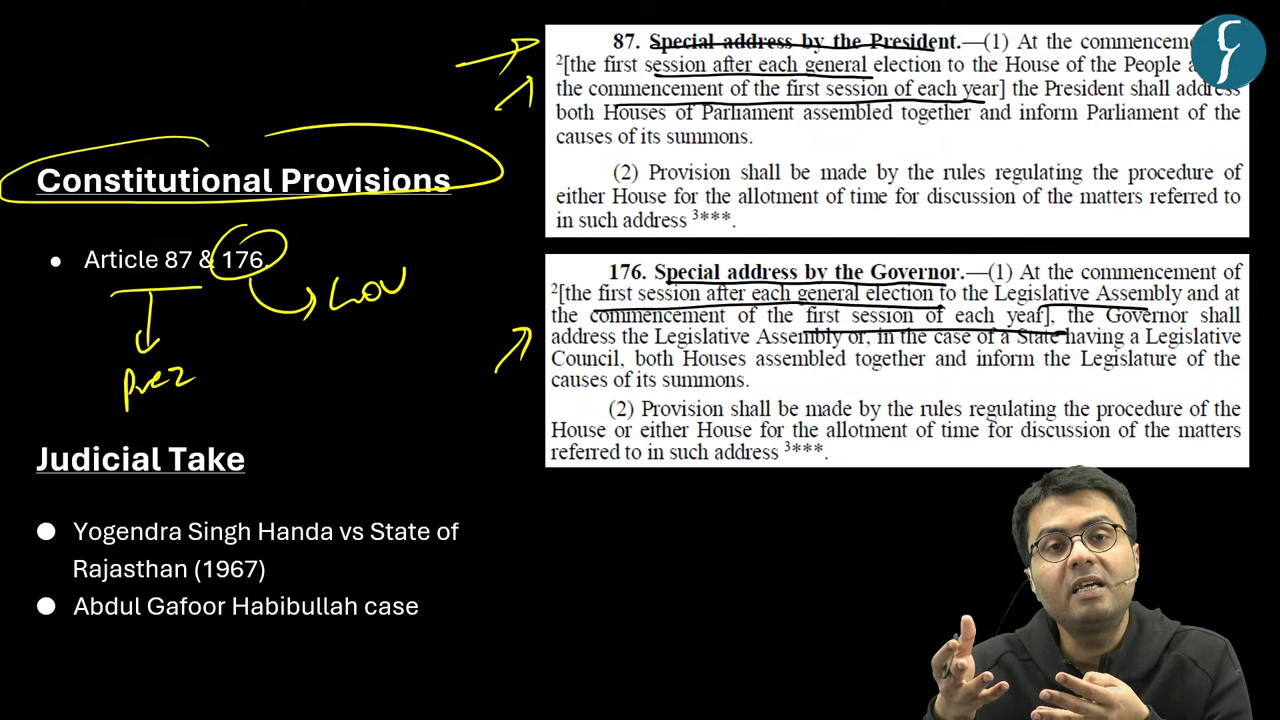 Constitutional Provisions
● Article 87 & 176.
Gov
Prez
Judicial Take
● Yogendra Singh Handa vs State of
Rajasthan (1967)
● Abdul Gafoor Habibullah case
87. Special address by the President.—(1) At the commencem
2[the first session after each general election to the House of the People a
the commencement of the first session of each year] the President shall address
both Houses of Parliament assembled together and inform Parliament of the
causes of its summons.
(2) Provision shall be made by the rules regulating the procedure of
either House for the allotment of time for discussion of the matters referred to
in such address 3***.
176. Special address by the Governor.—(1) At the commencement of
2[the first session after each general election to the Legislative Assembly and at
the commencement of the first session of each year], the Governor shall
address the Legislative Assembly or, in the case of a State having a Legislative
Council, both Houses assembled together and inform the Legislature of the
causes of its summons.
(2) Provision shall be made by the rules regulating the procedure of the
House or either House for the allotment of time for discussion of the matters
referred to in such address 3***.